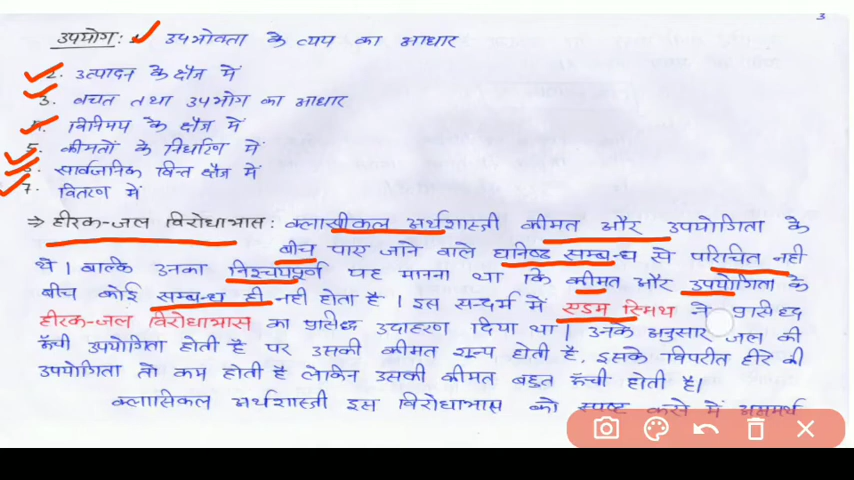 3
उपयोग: 1. उपभोक्ता के व्यय का आधार
2. उत्पादन के क्षेत्र में
3. बचत तथा उपभोग का आधार
4. विनिमय के क्षेत्र में
5. कीमतों के निर्धारण में
6. सार्वजनिक वित्त क्षेत्र में
7. वितरण में
⇒ हीरक-जल विरोधाभास: क्लासीकल अर्थशास्त्री कीमत और उपयोगिता के
बीच पाए जाने वाले घनिष्ठ सम्बन्ध से परिचित नही
थे। बल्कि उनका निश्चयपूर्ण यह मानना था कि कीमत और उपयोगिता के
बीच कोई सम्बन्ध ही नही होता है। इस सन्दर्भ में एडम स्मिथ ने प्रसिद्ध
हीरक-जल विरोधाभास का प्रसिद्ध उदाहरण दिया था। उनके अनुसार जल की
ऊँची उपयोगिता होती है पर उसकी कीमत शून्य होती है, इसके विपरीत हीरे की
उपयोगिता तो कम होती है लेकिन उसकी कीमत बहुत ऊँची होती है।
क्लासिकल अर्थशास्त्री इस विरोधाभास को स्पष्ट करने में असमर्थ